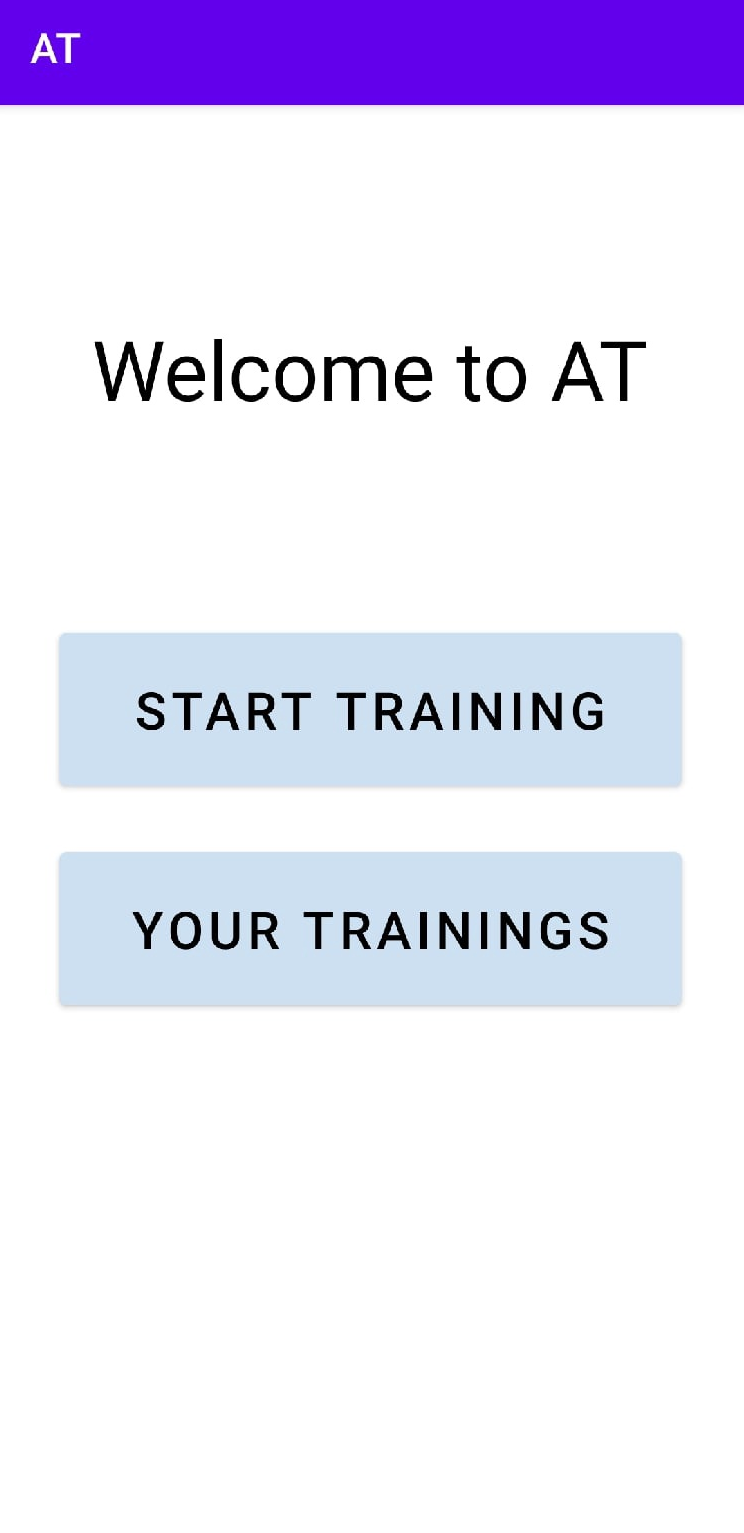 AT
Welcome to AT
START TRAINING
YOUR TRAININGS